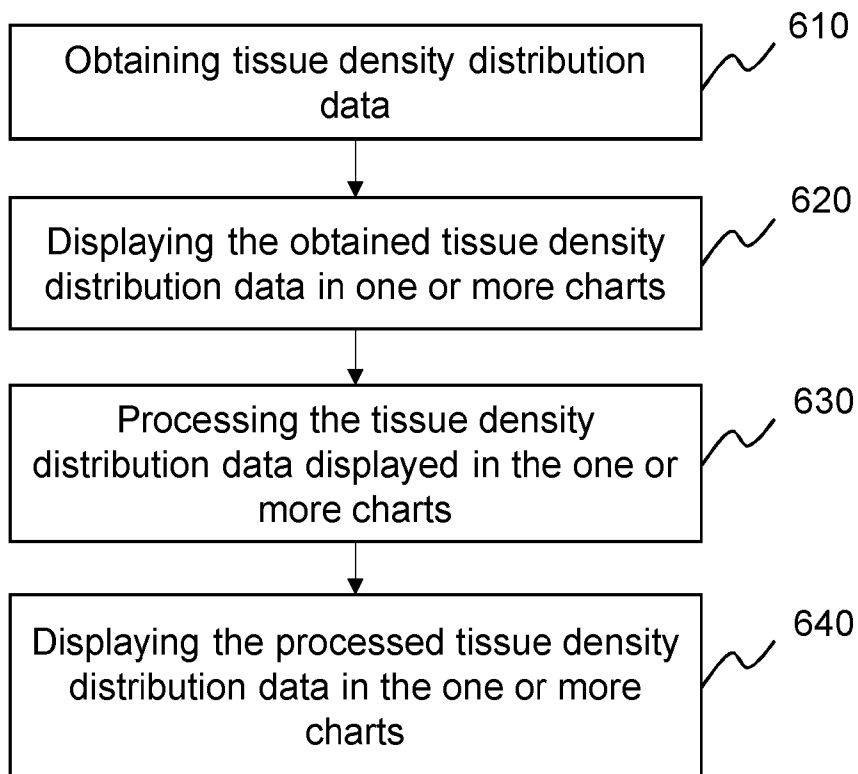 610
Obtaining tissue density distribution
data
620
Displaying the obtained tissue density
distribution data in one or more charts
630
Processing the tissue density
distribution data displayed in the one or
more charts
640
Displaying the processed tissue density
distribution data in the one or more
charts